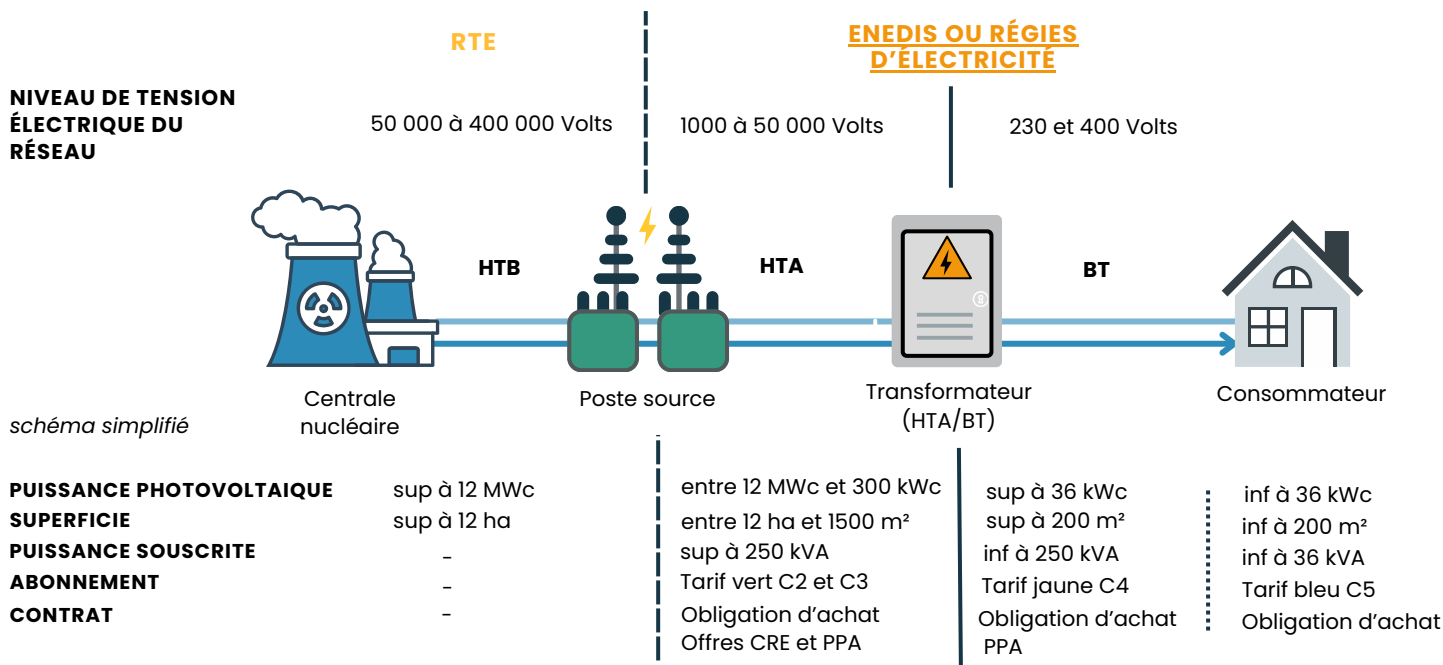 RTE
ENEDIS OU RÉGIES
D'ÉLECTRICITÉ
NIVEAU DE TENSION
ÉLECTRIQUE DU
RÉSEAU
50 000 à 400 000 Volts
1000 à 50 000 Volts
230 et 400 Volts
HTB
HTA
BT
Centrale
nucléaire
Poste source
Transformateur
(HTA/BT)
Consommateur
schéma simplifié
PUISSANCE PHOTOVOLTAIQUE
sup à 12 MWc
entre 12 MWc et 300 kWc
sup à 36 kWc
inf à 36 kWc
SUPERFICIE
sup à 12 ha
entre 12 ha et 1500 m²
sup à 200 m²
inf à 200 m²
PUISSANCE SOUSCRITE
-
sup à 250 kVA
inf à 250 kVA
inf à 36 kVA
ABONNEMENT
-
Tarif vert C2 et C3
Tarif jaune C4
Tarif bleu C5
CONTRAT
-
Obligation d'achat
Offres CRE et PPA
Obligation d'achat
PPA
Obligation d'achat